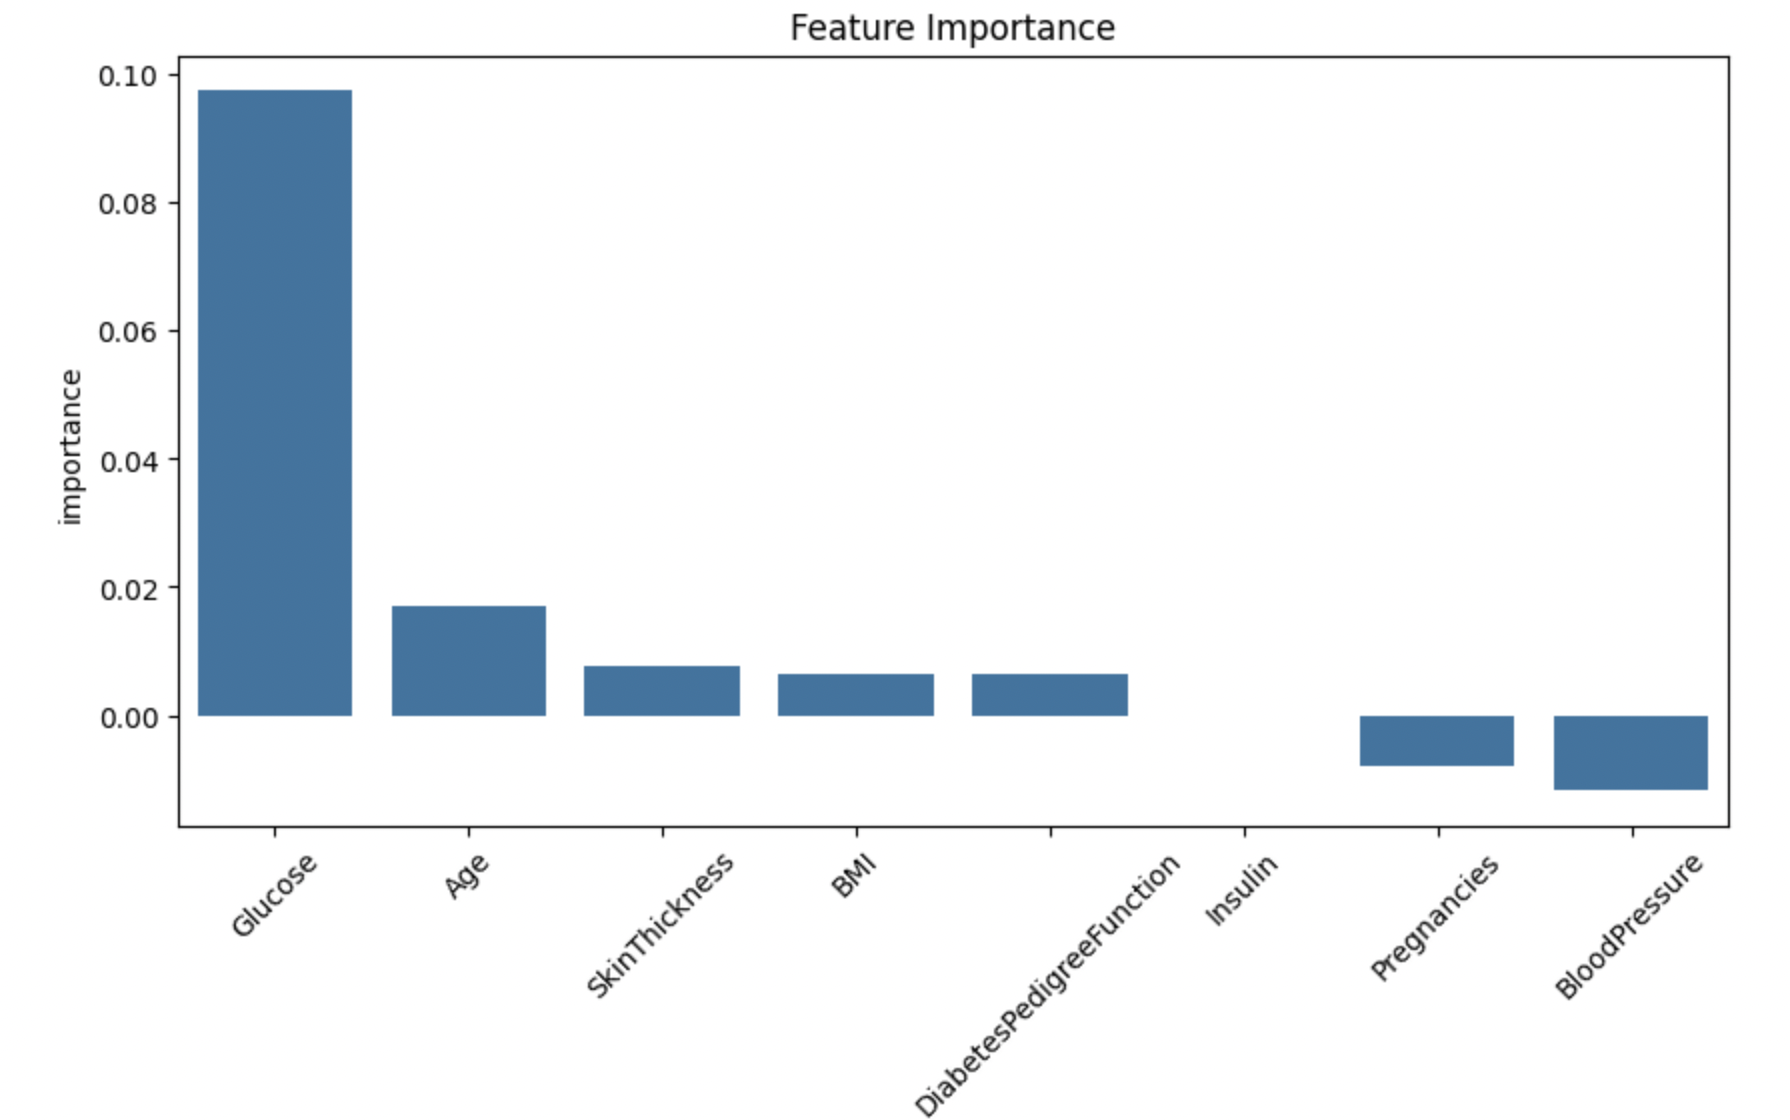 Feature Importance
0.10
0.08
0.06
0.04
0.02
0.00
importance
Glucose
Age
SkinThickness
BMI
DiabetesPedigreeFunction
Insulin
Pregnancies
BloodPressure